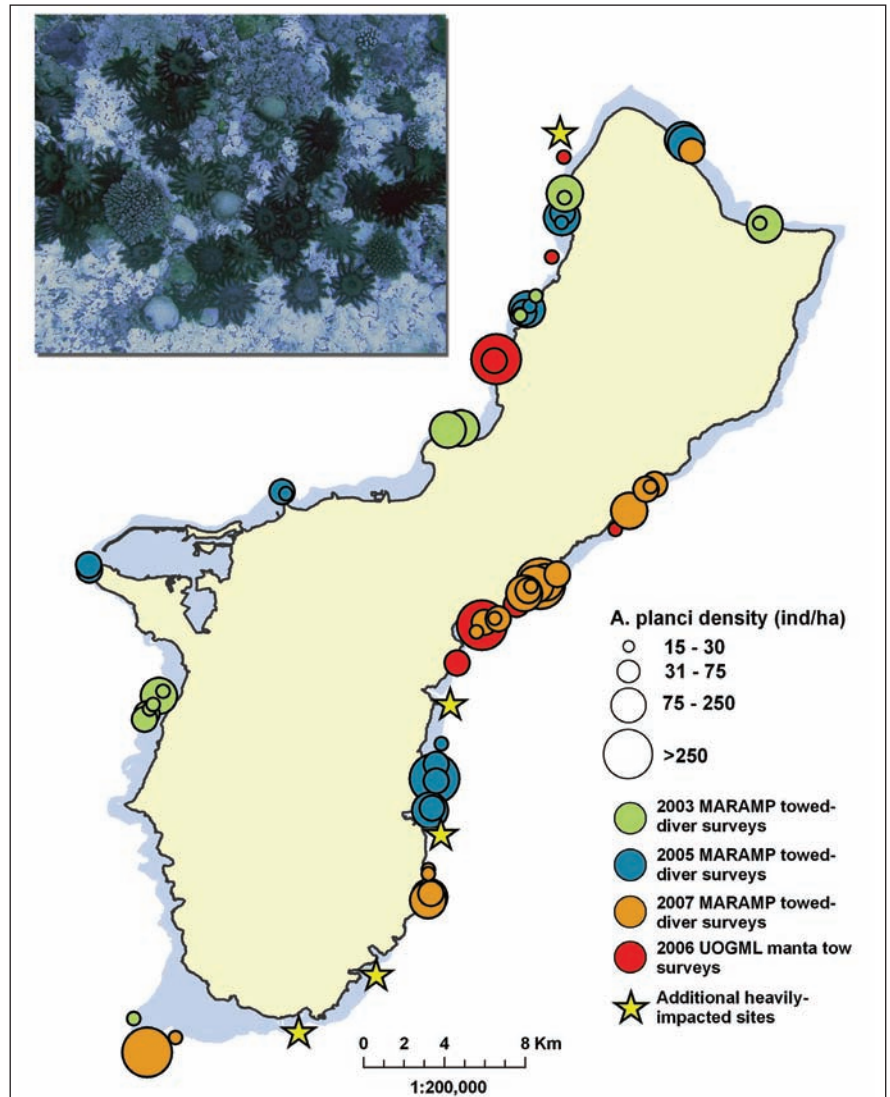 A. planci density (ind/ha)
15 - 30
31 - 75
75 - 250
>250
2003 MARAMP towed-
diver surveys
2005 MARAMP towed-
diver surveys
2007 MARAMP towed-
diver surveys
2006 UOGML manta tow
surveys
Additional heavily-
impacted sites
0 2 4 8 Km
1:200,000